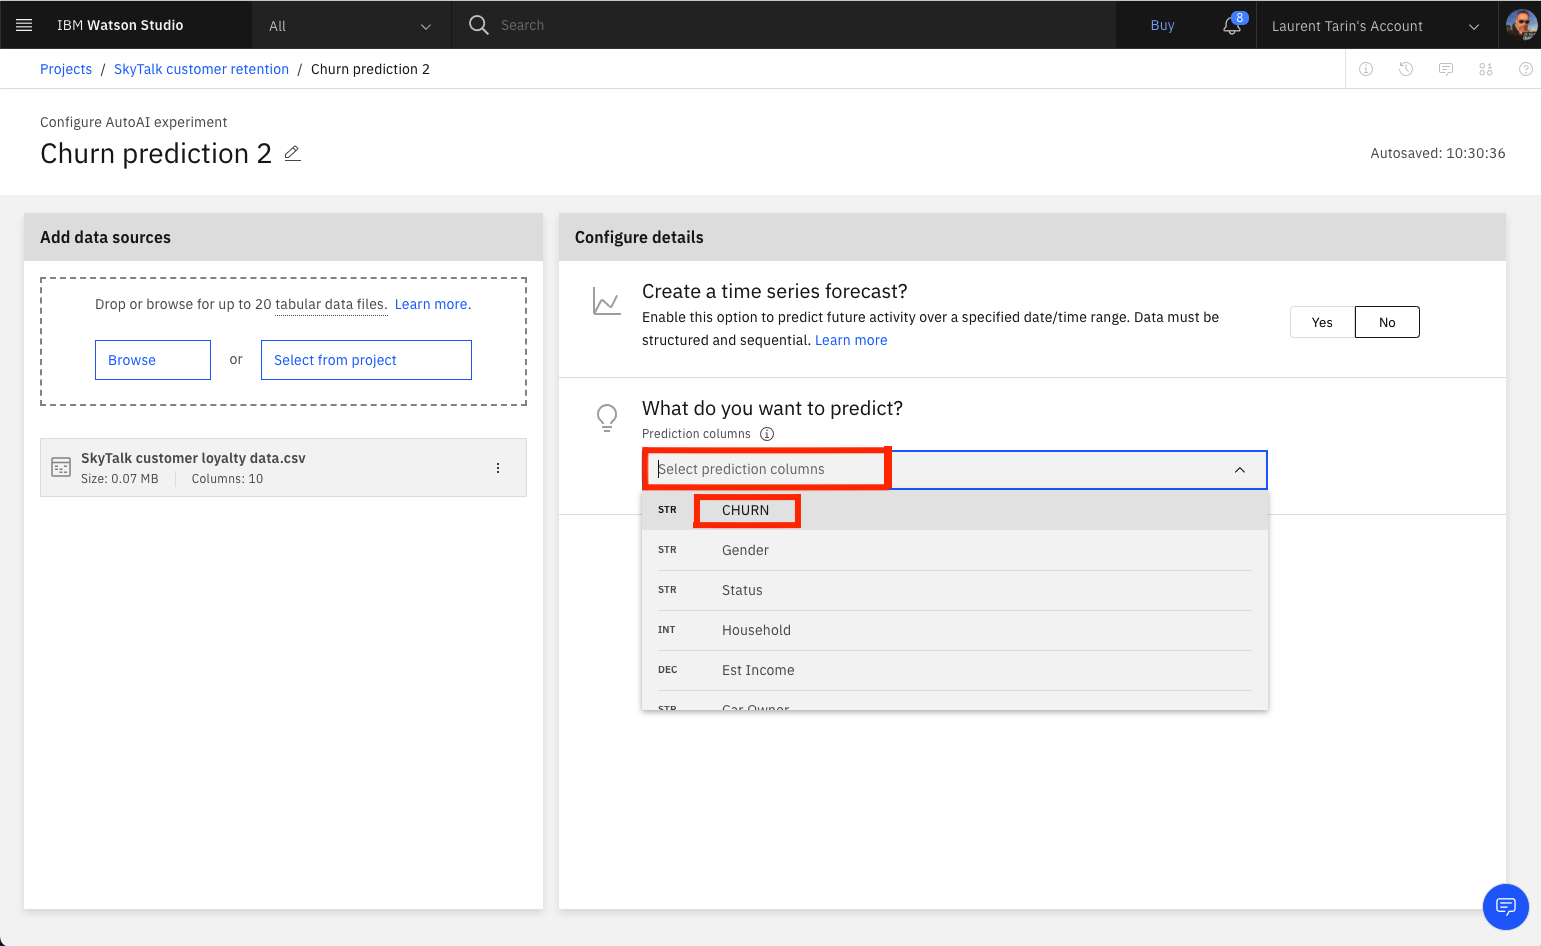 IBM Watson Studio
All
Search
Buy
8
Laurent Tarin's Account
Projects / SkyTalk customer retention / Churn prediction 2
Configure AutoAI experiment
Churn prediction 2
Autosaved: 10:30:36
Add data sources
Drop or browse for up to 20 tabular data files. Learn more.
Browse or Select from project
SkyTalk customer loyalty data.csv
Size: 0.07 MB Columns: 10
Configure details
Create a time series forecast?
Enable this option to predict future activity over a specified date/time range. Data must be
structured and sequential. Learn more
Yes No
What do you want to predict?
Prediction columns
Select prediction columns
STR CHURN
STR Gender
STR Status
INT Household
DEC Est Income
STR Car Owner